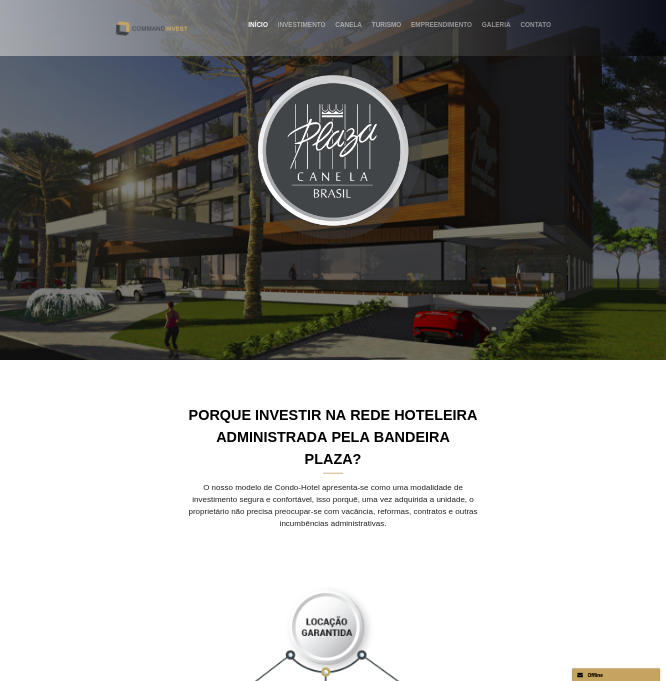 COMMANDINVEST
INÍCIO INVESTIMENTO CANELA TURISMO EMPREENDIMENTO GALERIA CONTATO
Plaza
CANELA
BRASIL
PORQUE INVESTIR NA REDE HOTELEIRA
ADMINISTRADA PELA BANDEIRA
PLAZA?
O nosso modelo de Condo-Hotel apresenta-se como uma modalidade de
investimento segura e confortável, isso porquê, uma vez adquirida a unidade, o
proprietário não precisa preocupar-se com vacância, reformas, contratos e outras
incumbências administrativas.
LOCAÇÃO
GARANTIDA
Offline